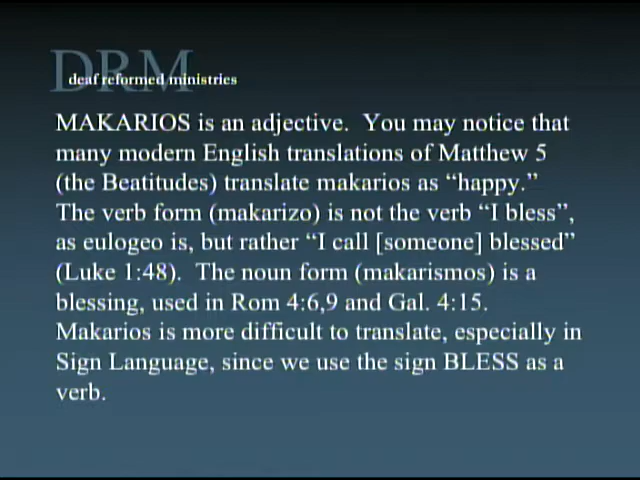 DRM
deaf reformed ministries
MAKARIOS is an adjective. You may notice that
many modern English translations of Matthew 5
(the Beatitudes) translate makarios as “happy.”
The verb form (makarizo) is not the verb “I bless”,
as eulogeo is, but rather “I call [someone] blessed”
(Luke 1:48). The noun form (makarismos) is a
blessing, used in Rom 4:6,9 and Gal. 4:15.
Makarios is more difficult to translate, especially in
Sign Language, since we use the sign BLESS as a
verb.